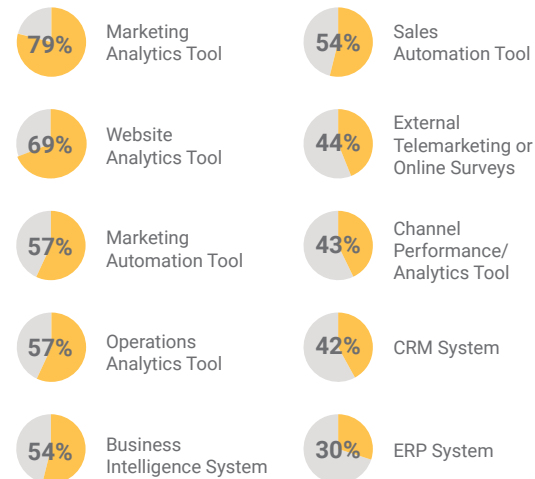 79%
Marketing
Analytics Tool
69%
Website
Analytics Tool
57%
Marketing
Automation Tool
57%
Operations
Analytics Tool
54%
Business
Intelligence System
54%
Sales
Automation Tool
44%
External
Telemarketing or
Online Surveys
43%
Channel
Performance/
Analytics Tool
42%
CRM System
30%
ERP System